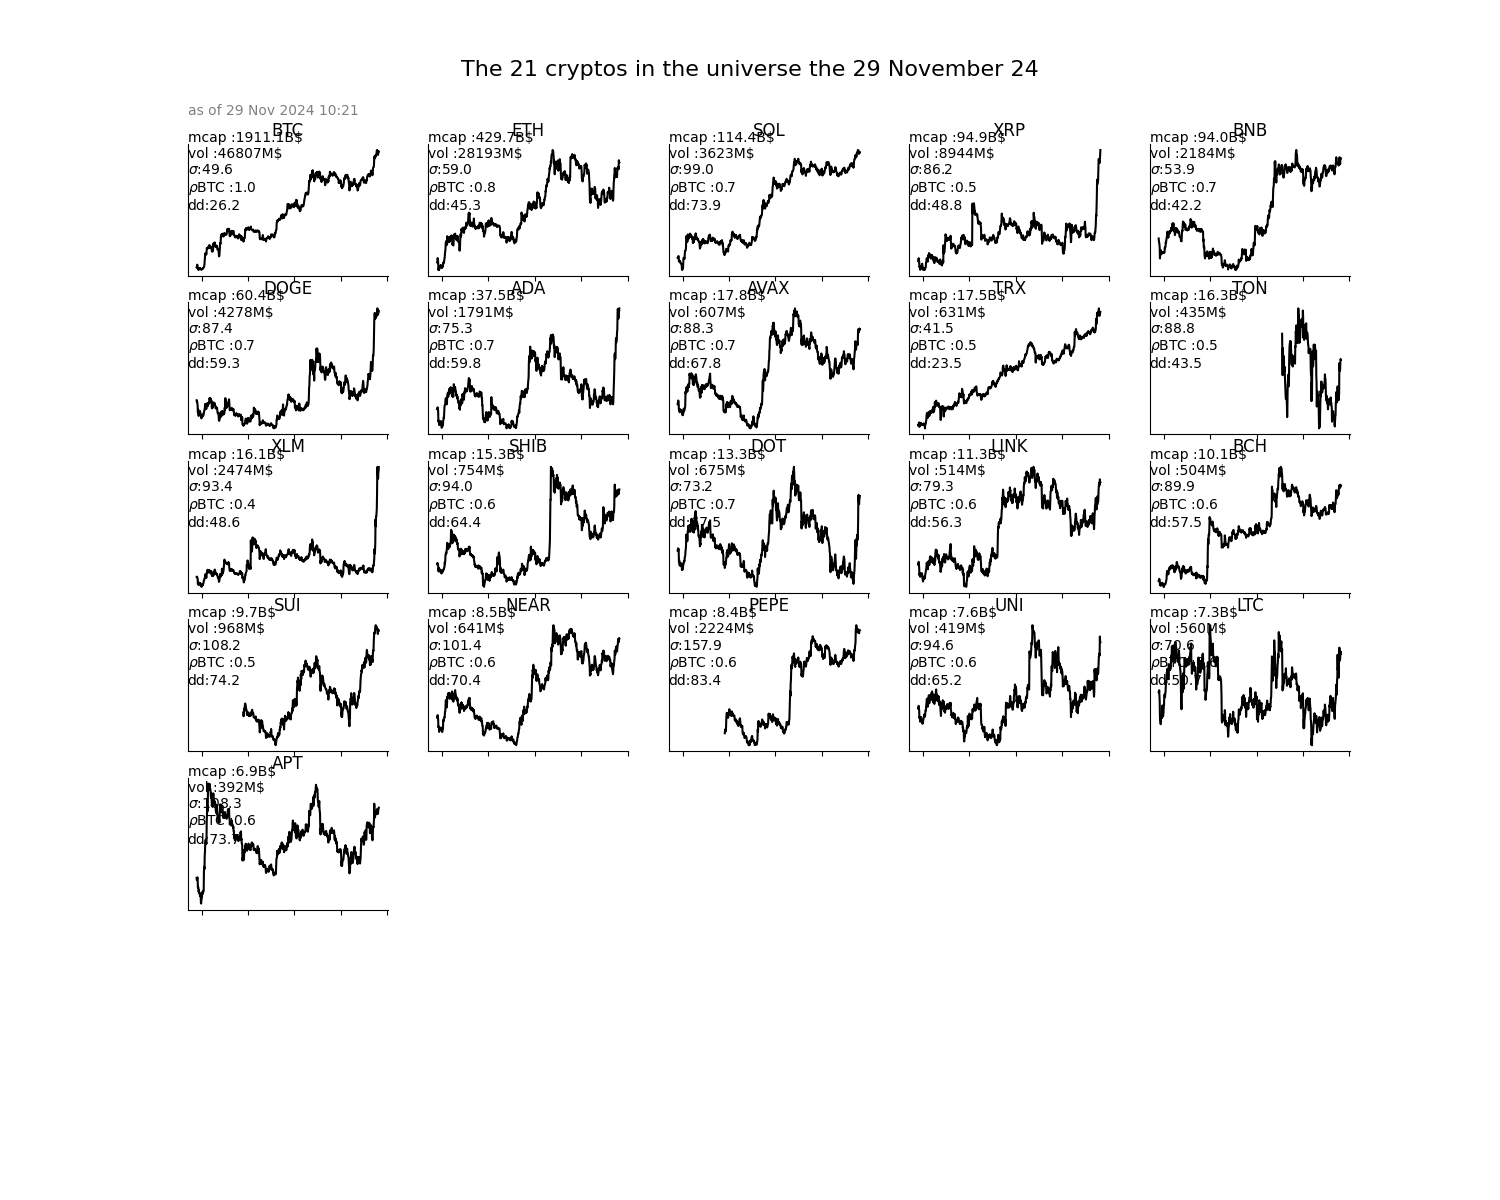 The 21 cryptos in the universe the 29 November 24
as of 29 Nov 2024 10:21
BTC
mcap :1911.1B$
vol :46807M$
σ:49.6
ρBTC :1.0
dd:26.2
ETH
mcap :429.7B$
vol :28193M$
σ:59.0
ρBTC :0.8
dd:45.3
SOL
mcap :114.4B$
vol :3623M$
σ:99.0
ρBTC :0.7
dd:73.9
XRP
mcap :94.9B$
vol :8944M$
σ:86.2
ρBTC :0.5
dd:48.8
BNB
mcap :94.0B$
vol :2184M$
σ:53.9
ρBTC :0.7
dd:42.2
DOGE
mcap :60.4B$
vol :4278M$
σ:87.4
ρBTC :0.7
dd:59.3
ADA
mcap :37.5B$
vol :1791M$
σ:75.3
ρBTC :0.7
dd:59.8
AVAX
mcap :17.8B$
vol :607M$
σ:88.3
ρBTC :0.7
dd:67.8
TRX
mcap :17.5B$
vol :631M$
σ:41.5
ρBTC :0.5
dd:23.5
TON
mcap :16.3B$
vol :435M$
σ:88.8
ρBTC :0.5
dd:43.5
XLM
mcap :16.1B$
vol :2474M$
σ:93.4
ρBTC :0.4
dd:48.6
SHIB
mcap :15.3B$
vol :754M$
σ:94.0
ρBTC :0.6
dd:64.4
DOT
mcap :13.3B$
vol :675M$
σ:73.2
ρBTC :0.7
LINK
mcap :11.3B$
vol :514M$
σ:79.3
ρBTC :0.6
dd:56.3
BCH
mcap :10.1B$
vol :504M$
σ:89.9
ρBTC :0.6
dd:57.5
SUI
mcap :9.7B$
vol :968M$
σ:108.2
ρBTC :0.5
dd:74.2
NEAR
mcap :8.5B$
vol :641M$
σ:101.4
ρBTC :0.6
dd:70.4
PEPE
mcap :8.4B$
vol :2224M$
σ:157.9
ρBTC :0.6
dd:83.4
UNI
mcap :7.6B$
vol :419M$
σ:94.6
ρBTC :0.6
dd:65.2
LTC
mcap :7.3B$
vol :560M$
σ:70.6
APT
mcap :6.9B$
vol :392M$
σ:108.3
ρBTC :0.6